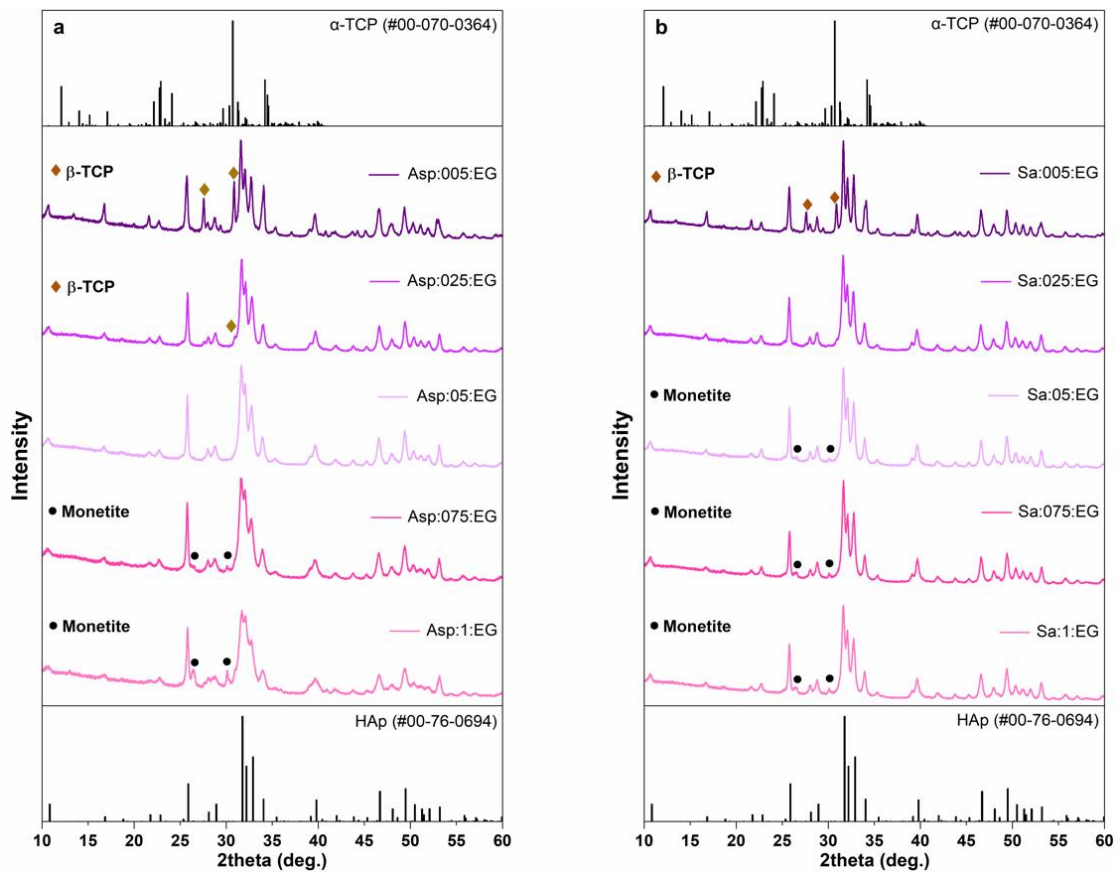 a
α-TCP (#00-070-0364)
β-TCP
Asp:005:EG
β-TCP
Asp:025:EG
Asp:05:EG
Monetite
Asp:075:EG
Monetite
Asp:1:EG
HAp (#00-76-0694)
Intensity
10 15 20 25 30 35 40 45 50 55 60
2theta (deg.)
b
α-TCP (#00-070-0364)
β-TCP
Sa:005:EG
Sa:025:EG
Monetite
Sa:05:EG
Monetite
Sa:075:EG
Monetite
Sa:1:EG
HAp (#00-76-0694)
Intensity
10 15 20 25 30 35 40 45 50 55 60
2theta (deg.)